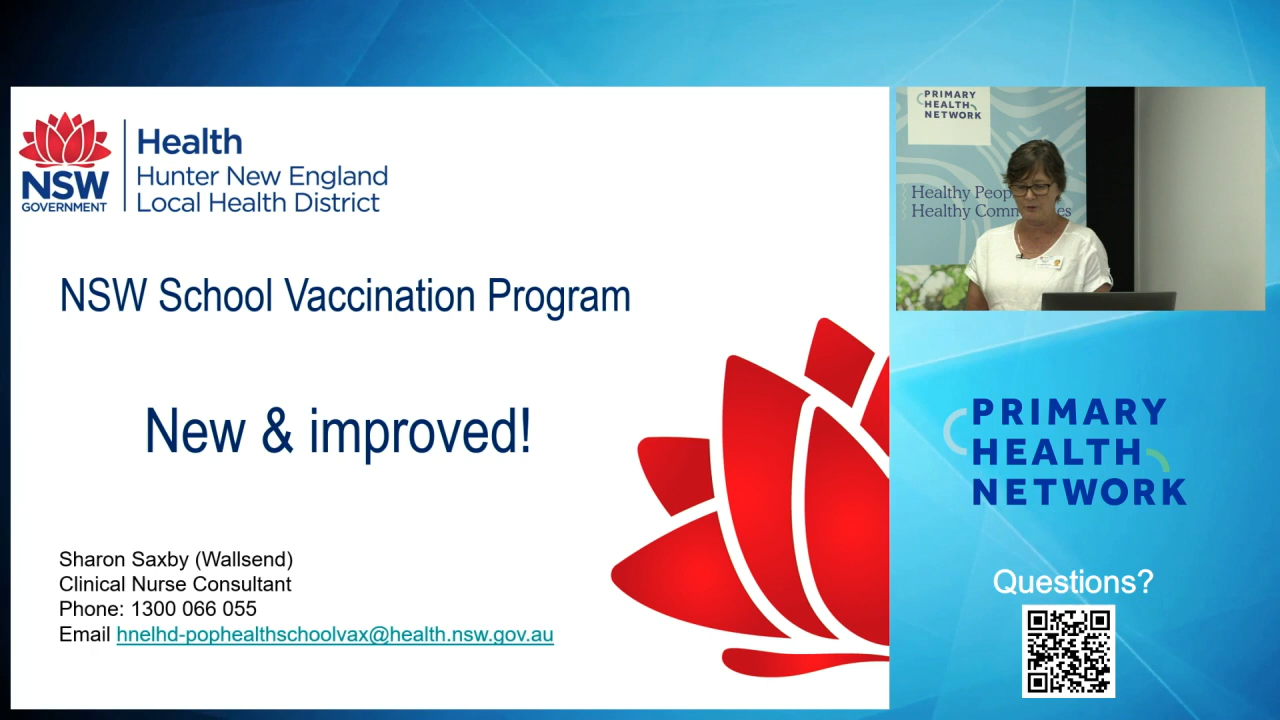 NSW
GOVERNMENT
Health
Hunter New England
Local Health District
NSW School Vaccination Program
New & improved!
Sharon Saxby (Wallsend)
Clinical Nurse Consultant
Phone: 1300 066 055
Email hnelhd-pophealthschoolvax@health.nsw.gov.au
PRIMARY
HEALTH
NETWORK
Healthy Peop
Healthy Comm es
PRIMARY
HEALTH
NETWORK
Questions?